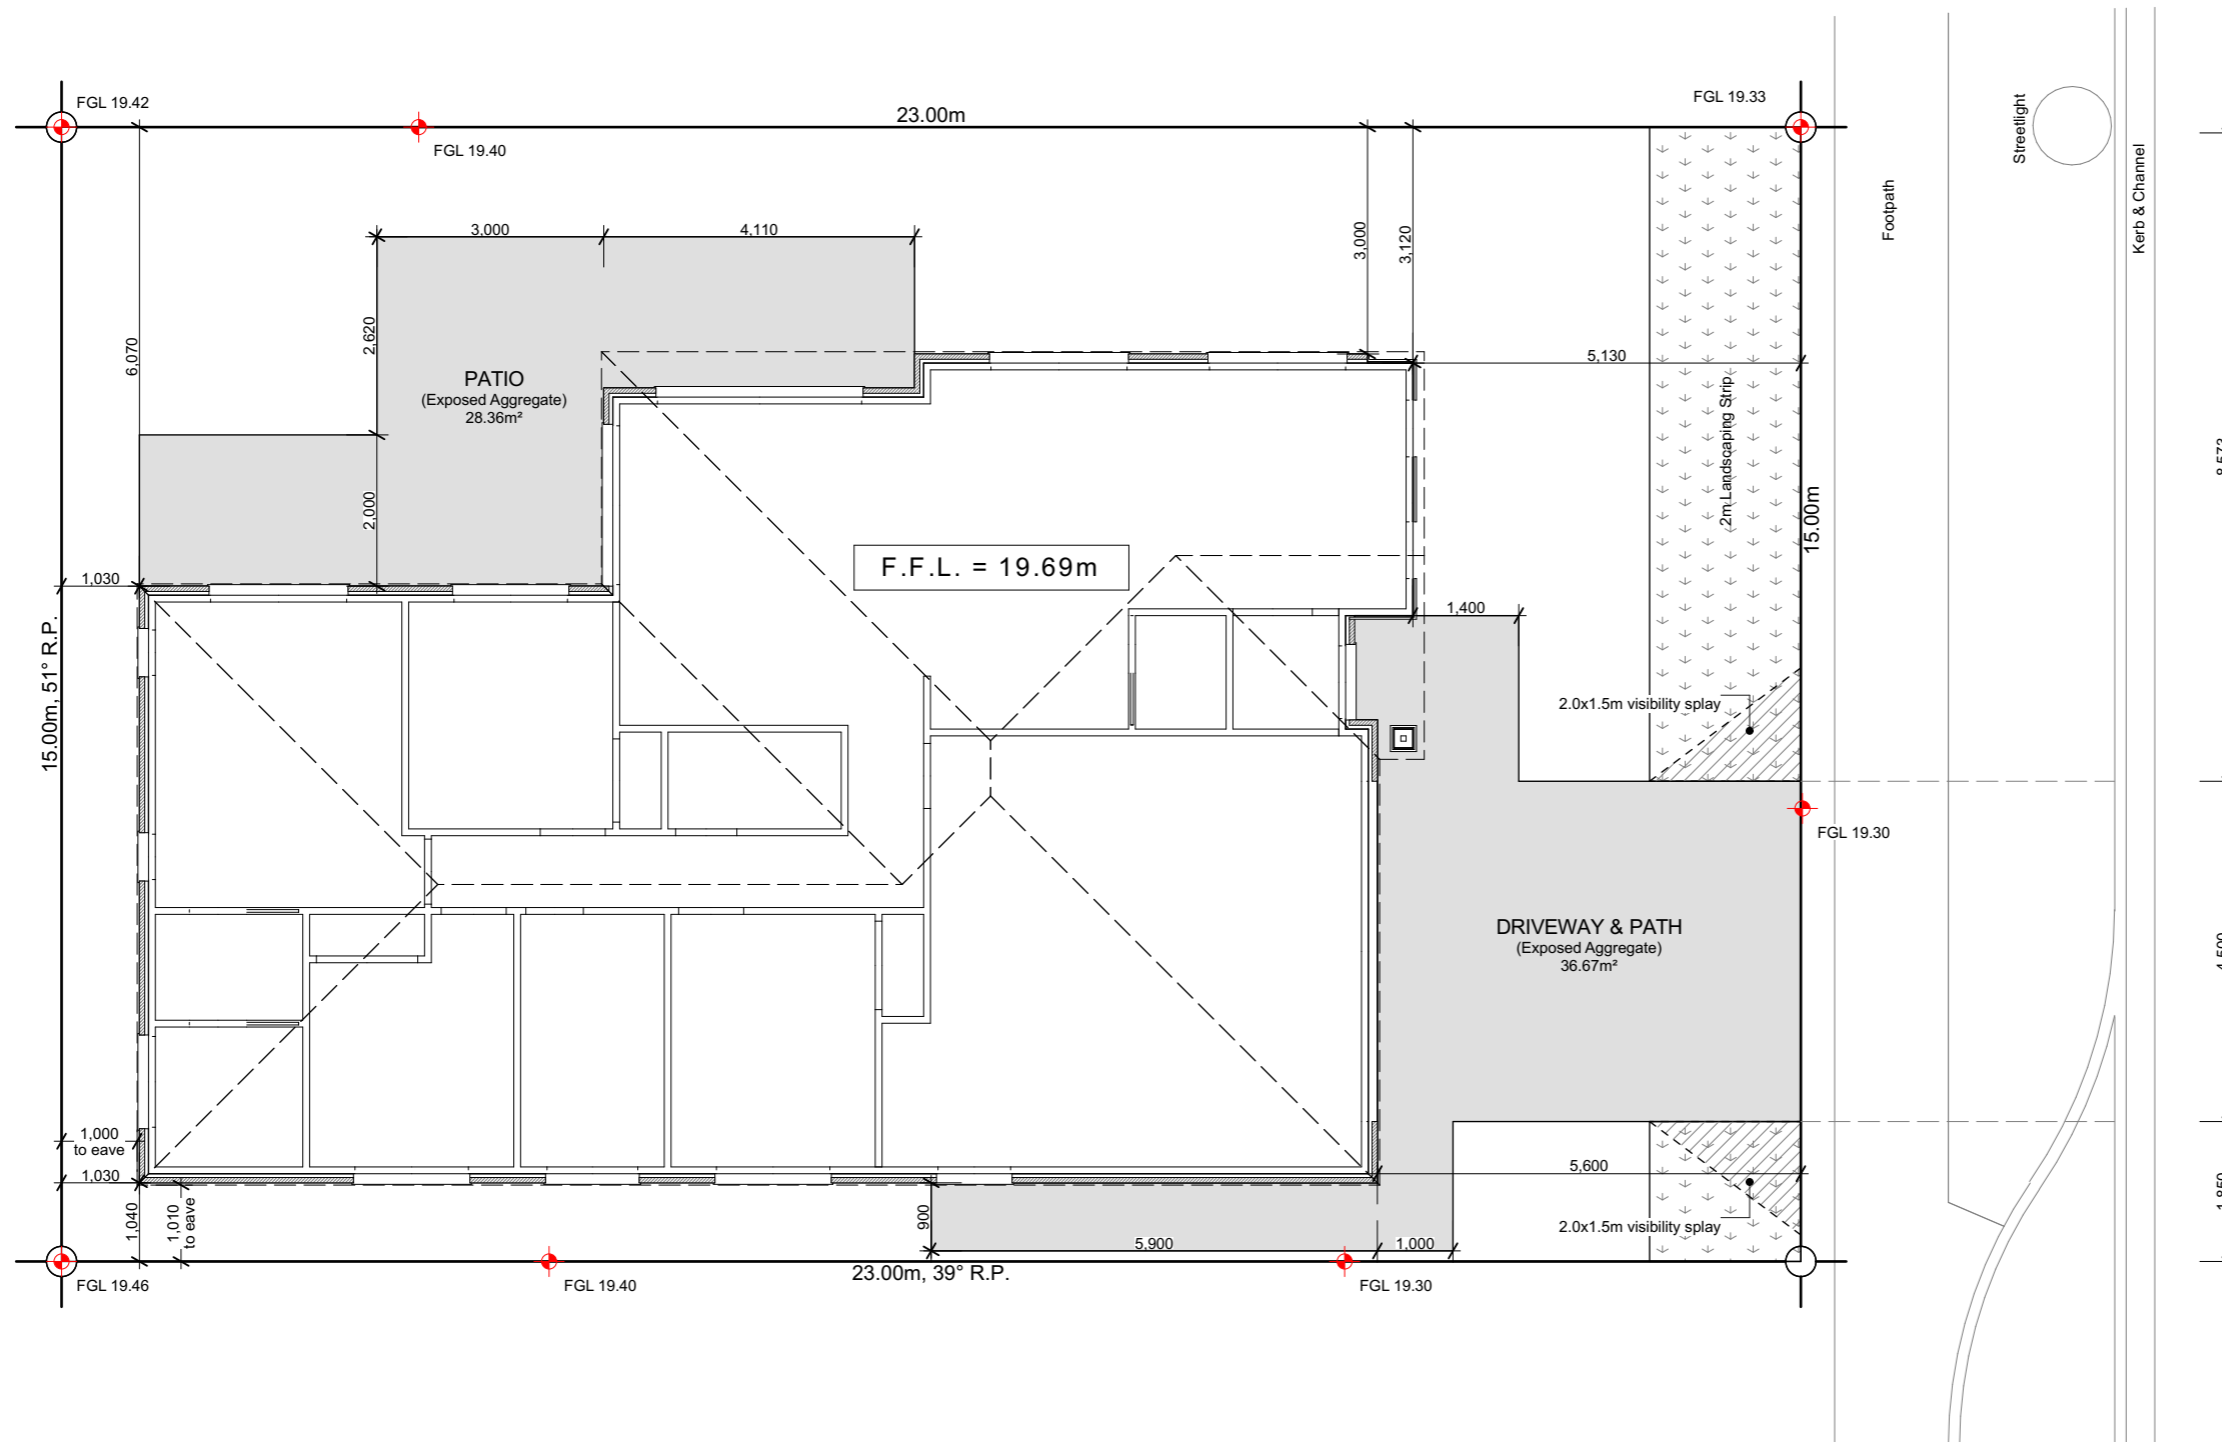 FGL 19.42
23.00m
FGL 19.33
FGL 19.40
Streetlight
Kerb & Channel
Footpath
3,000
4,110
3,000
3,120
2,620
6,070
5,130
PATIO
(Exposed Aggregate)
28.36m²
2m Landscaping Strip
2,000
15.00m
F.F.L. = 19.69m
1,030
1,400
15.00m, 51° R.P.
2.0x1.5m visibility splay
FGL 19.30
DRIVEWAY & PATH
(Exposed Aggregate)
36.67m²
1,000
to eave
1,030
5,600
1,040
1,010
to eave
900
2.0x1.5m visibility splay
5,900
1,000
FGL 19.46
FGL 19.40
23.00m, 39° R.P.
FGL 19.30